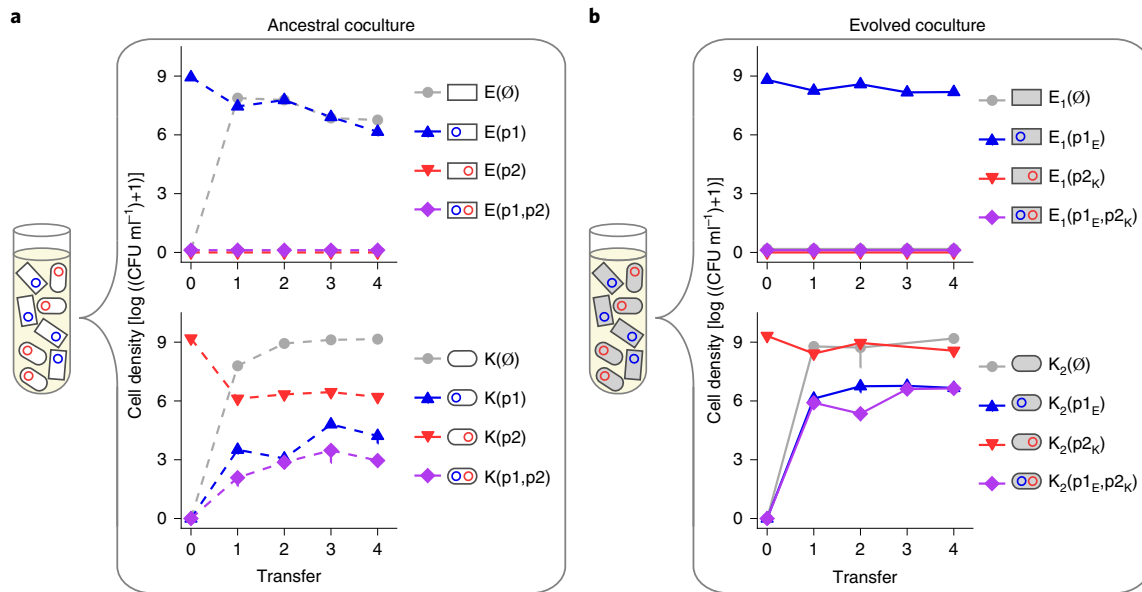 a
Ancestral coculture
Cell density [log ((CFU ml⁻¹)+1)]
9
6
3
0
0 1 2 3 4
E(Ø)
E(p1)
E(p2)
E(p1,p2)
9
6
3
0
0 1 2 3 4
Transfer
K(Ø)
K(p1)
K(p2)
K(p1,p2)
b
Evolved coculture
Cell density [log ((CFU ml⁻¹)+1)]
9
6
3
0
0 1 2 3 4
E₁(Ø)
E₁(p1_E)
E₁(p2_K)
E₁(p1_E,p2_K)
9
6
3
0
0 1 2 3 4
Transfer
K₂(Ø)
K₂(p1_E)
K₂(p2_K)
K₂(p1_E,p2_K)